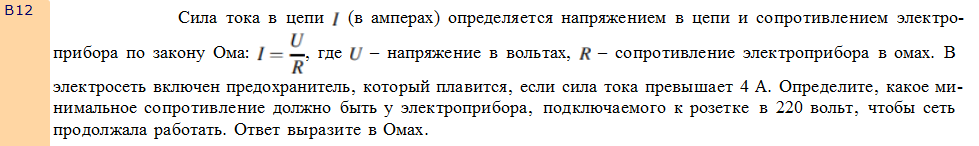 B12
Сила тока в цепи I (в амперах) определяется напряжением в цепи и сопротивлением электро-
прибора по закону Ома: I = U/R, где U – напряжение в вольтах, R – сопротивление электроприбора в омах. В
электросеть включен предохранитель, который плавится, если сила тока превышает 4 А. Определите, какое ми-
нимальное сопротивление должно быть у электроприбора, подключаемого к розетке в 220 вольт, чтобы сеть
продолжала работать. Ответ выразите в Омах.